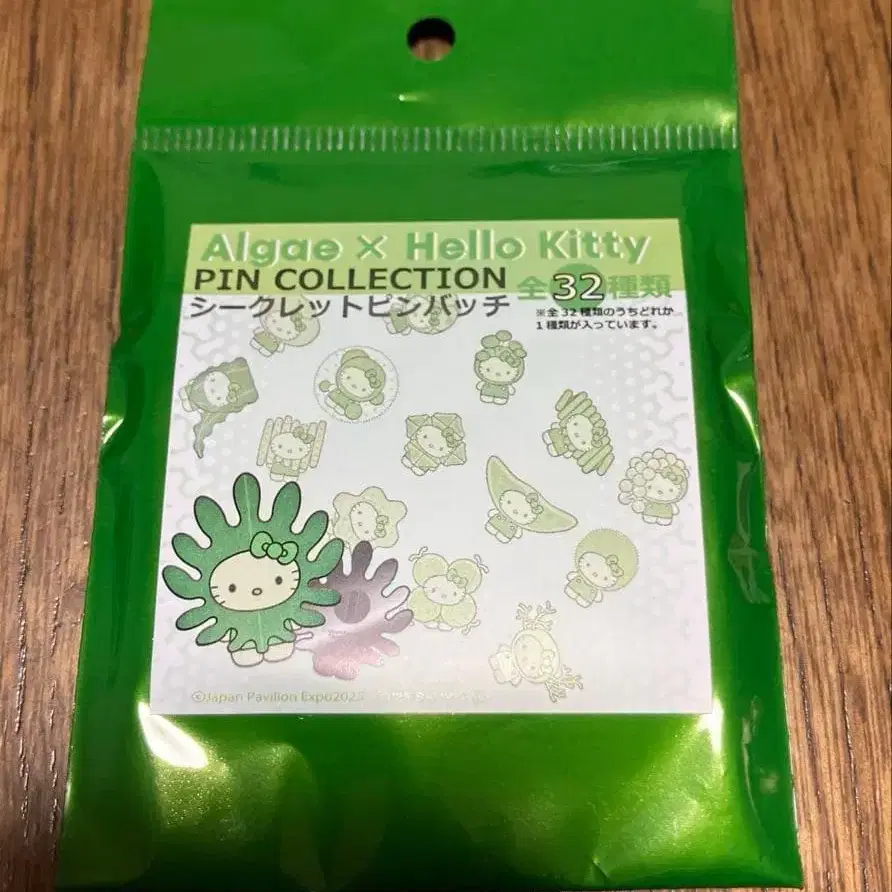 Algae × Hello Kitty
PIN COLLECTION
シークレットピンバッチ
全32種類
※全32種類のうちどれか
1種類が入っています。
©Japan Pavilion Expo2025